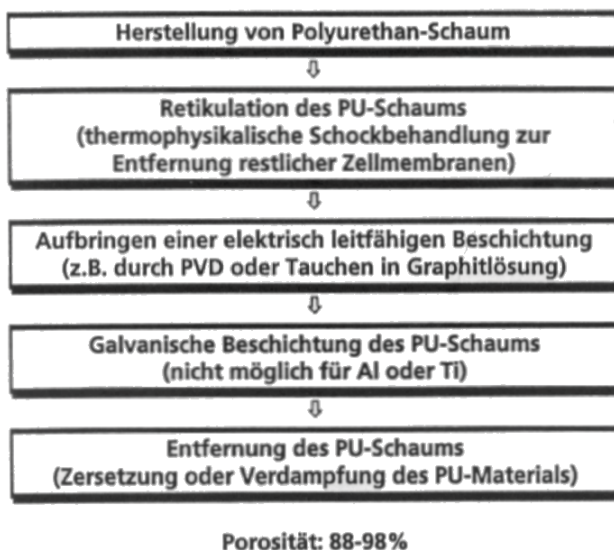 Herstellung von Polyurethan-Schaum
⇩
Retikulation des PU-Schaums
(thermophysikalische Schockbehandlung zur
Entfernung restlicher Zellmembranen)
⇩
Aufbringen einer elektrisch leitfähigen Beschichtung
(z.B. durch PVD oder Tauchen in Graphitlösung)
⇩
Galvanische Beschichtung des PU-Schaums
(nicht möglich für Al oder Ti)
⇩
Entfernung des PU-Schaums
(Zersetzung oder Verdampfung des PU-Materials)
Porosität: 88-98%